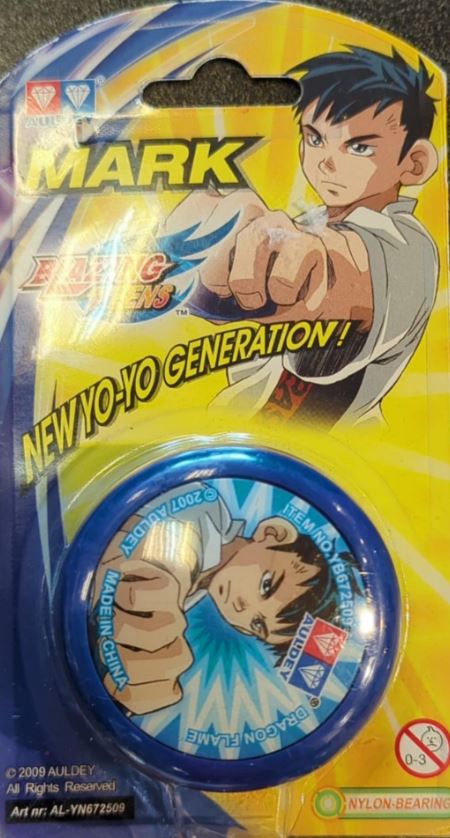 AULDEY
MARK
BLAZING
TEENS
TM
NEW YO-YO GENERATION!
© 2007 AULDEY
ITEM NO.YB672509
MADE IN CHINA
AULDEY
DRAGON FLAME
© 2009 AULDEY
All Rights Reserved
Art nr: AL-YN672509
0-3
NYLON-BEARING